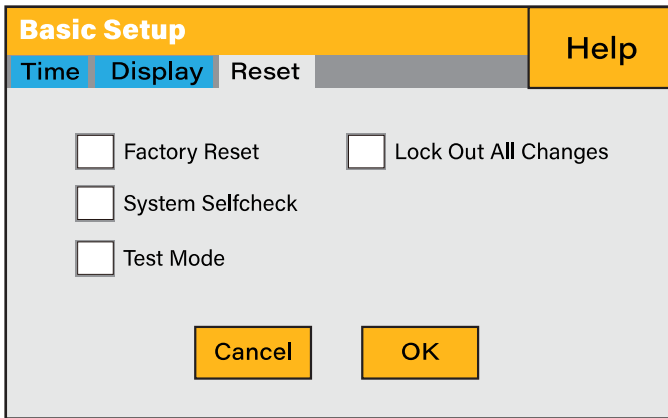 Basic Setup
Help
Time Display Reset
Factory Reset Lock Out All Changes
System Selfcheck
Test Mode
Cancel OK